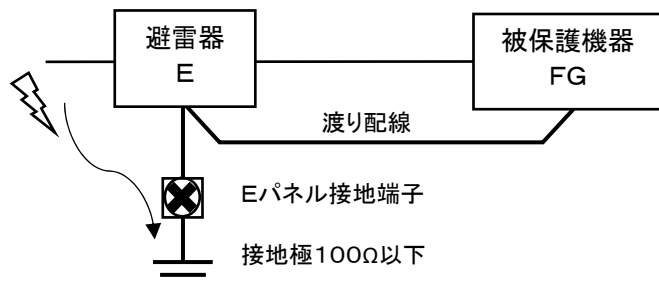 避雷器
E
被保護機器
FG
渡り配線
Eパネル接地端子
接地極100Ω以下